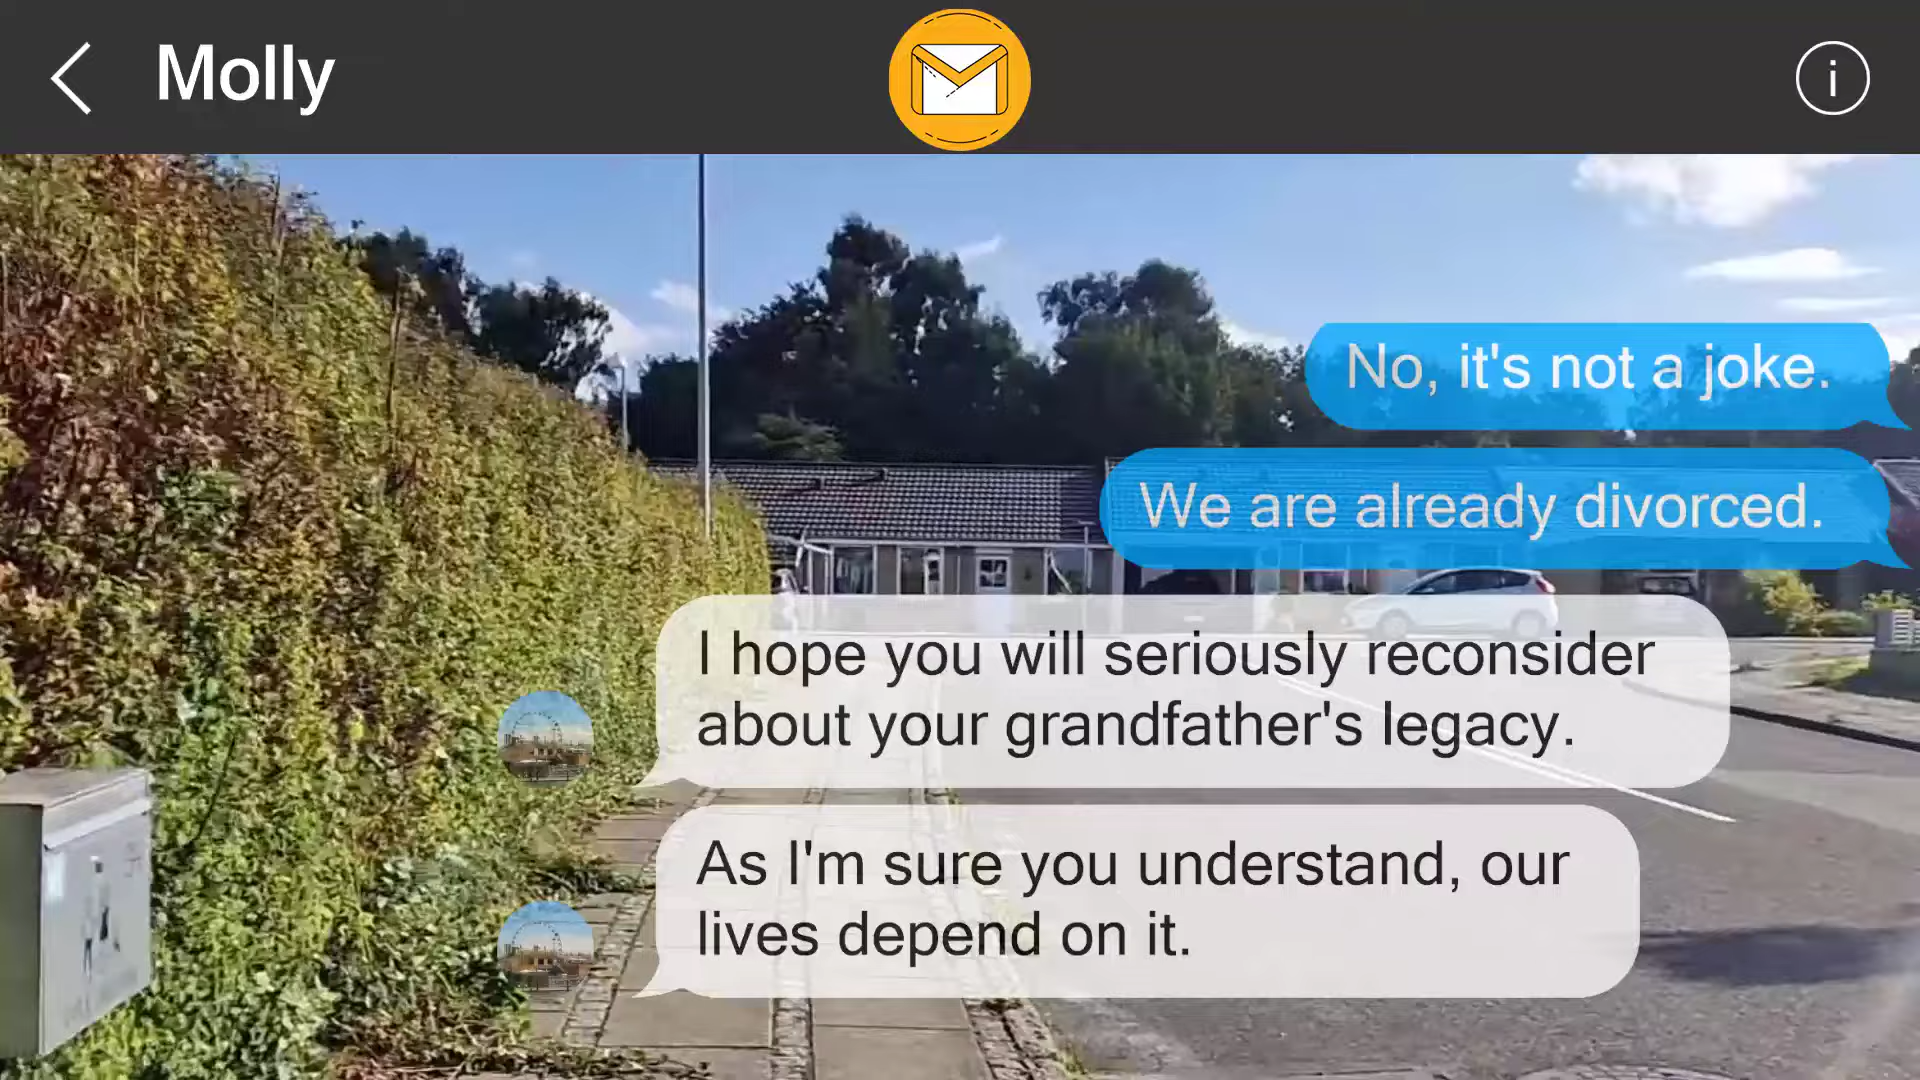 Molly
No, it's not a joke.
We are already divorced.
I hope you will seriously reconsider
about your grandfather's legacy.
As I'm sure you understand, our
lives depend on it.